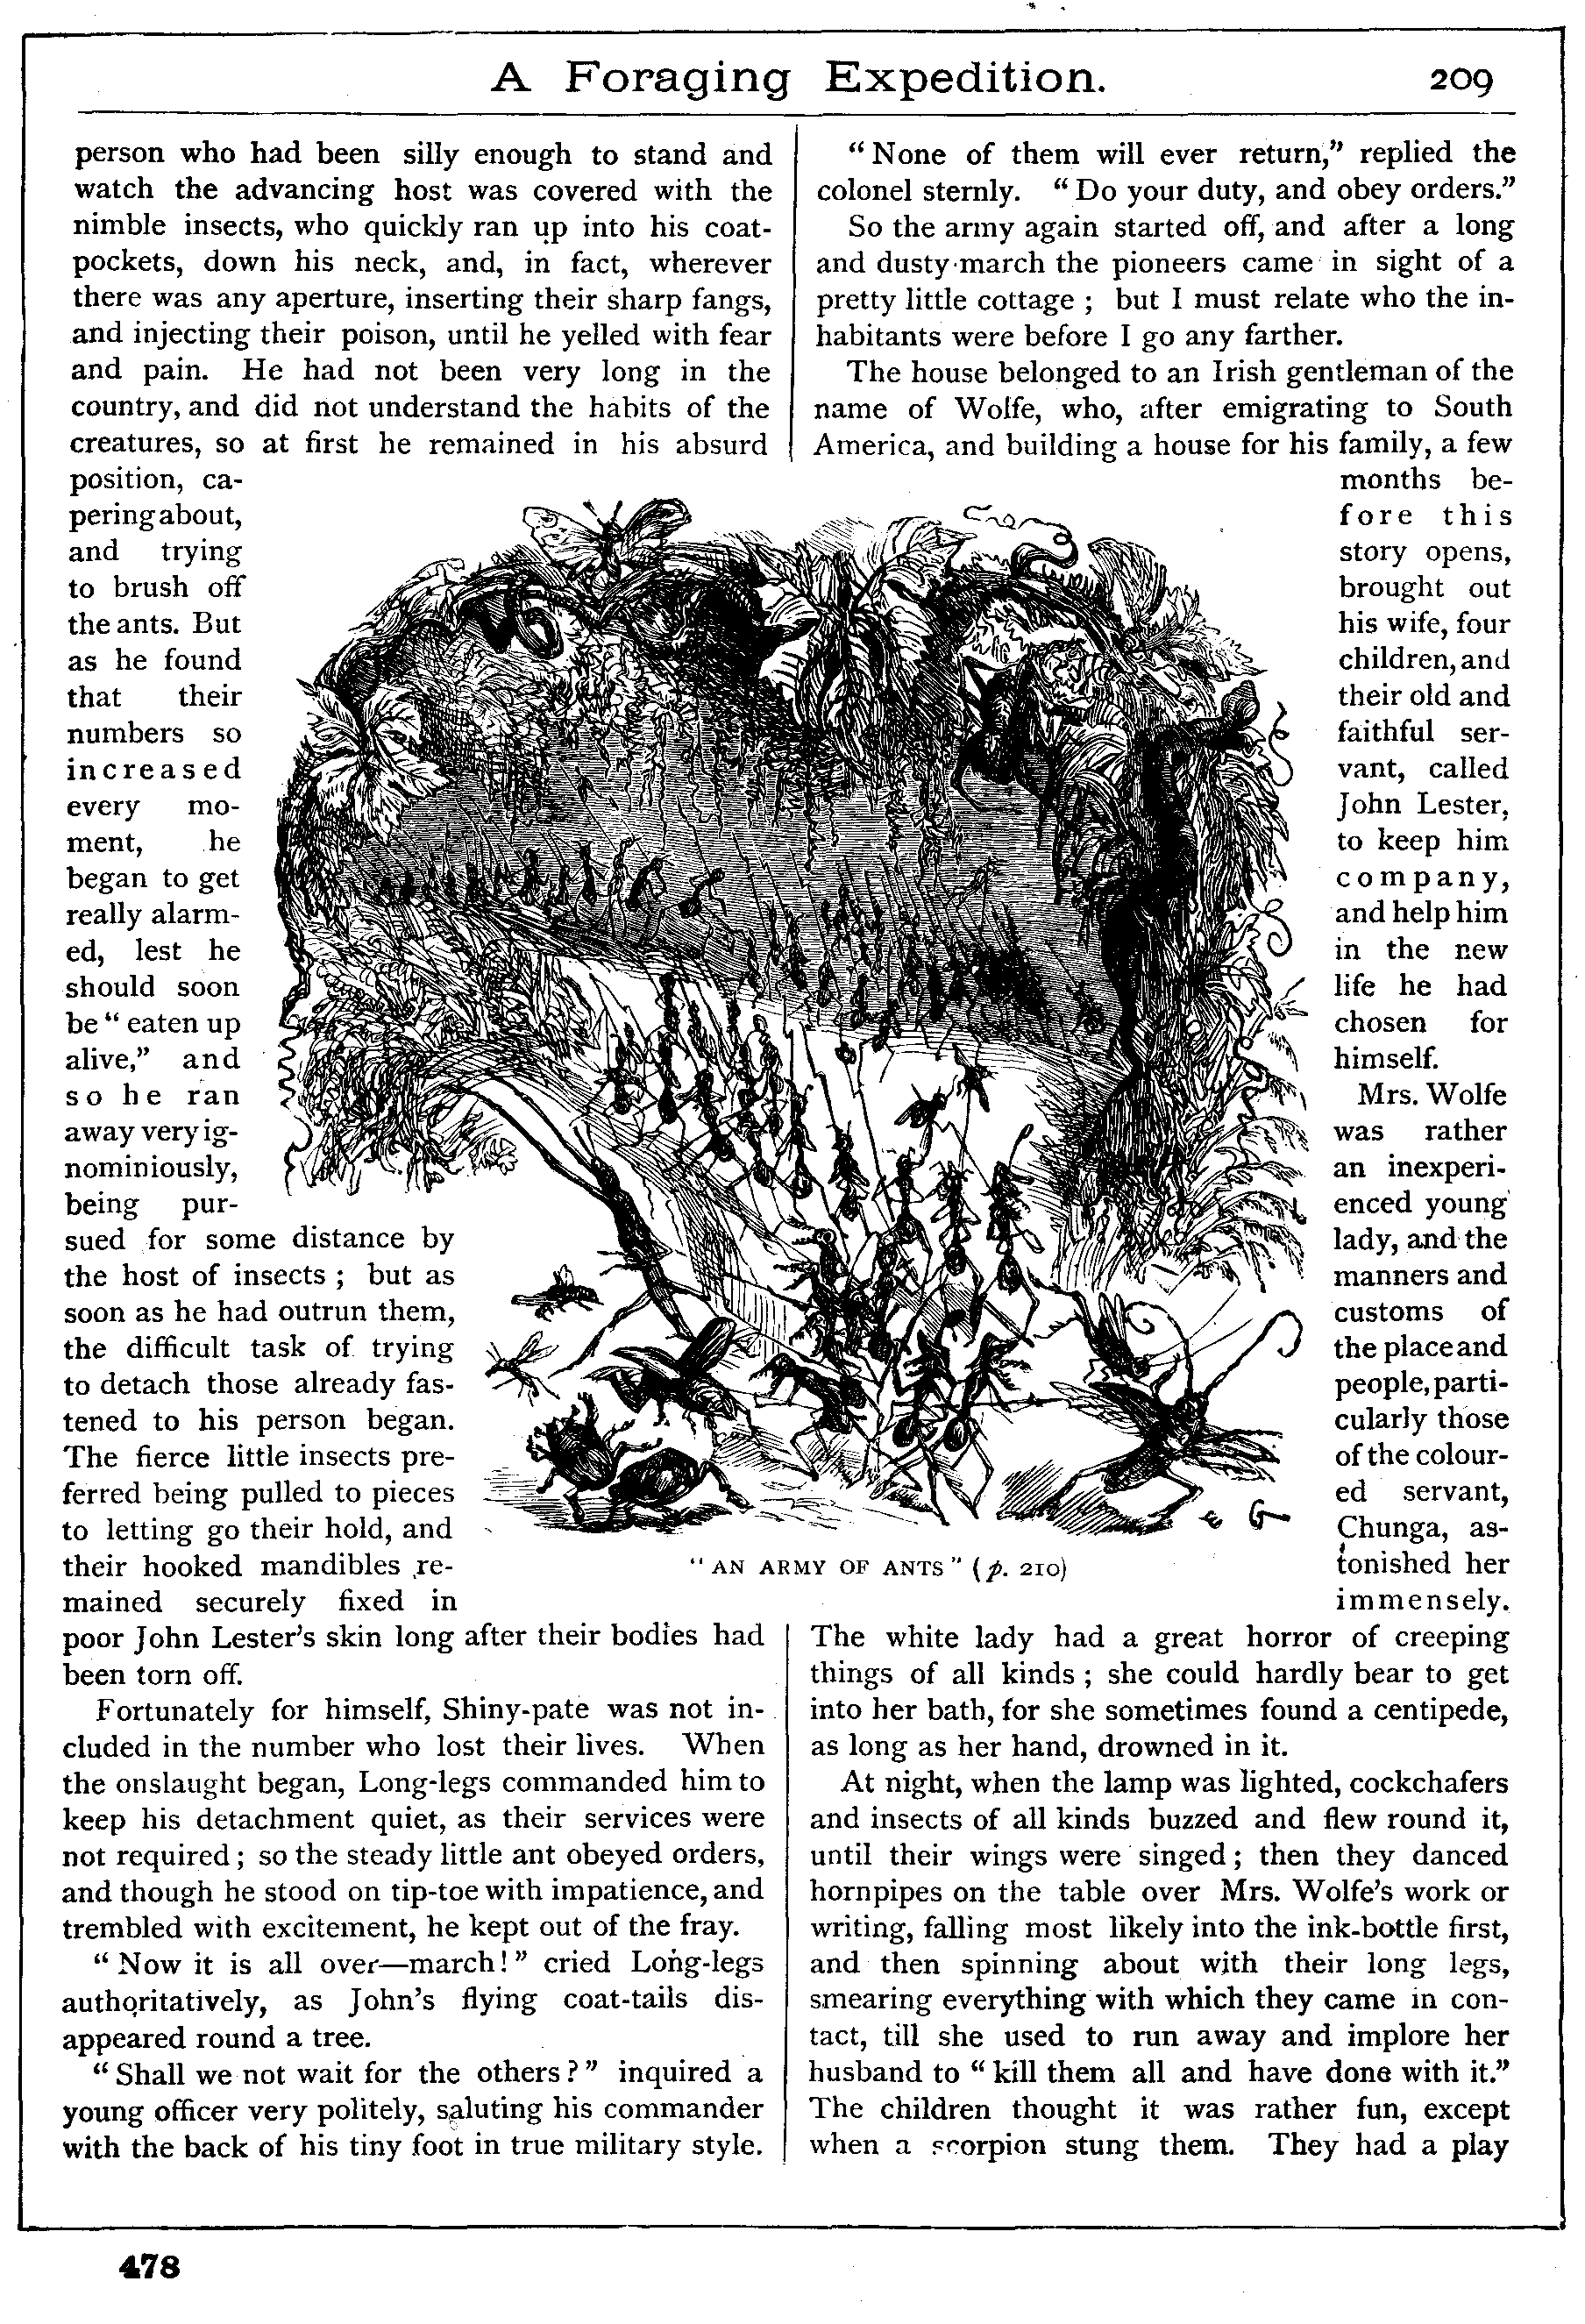 A Foraging Expedition.
209
person who had been silly enough to stand and
watch the advancing host was covered with the
nimble insects, who quickly ran up into his coat-
pockets, down his neck, and, in fact, wherever
there was any aperture, inserting their sharp fangs,
and injecting their poison, until he yelled with fear
and pain. He had not been very long in the
country, and did not understand the habits of the
creatures, so at first he remained in his absurd
position, ca-
pering about,
and trying
to brush off
the ants. But
as he found
that their
numbers so
increased
every mo-
ment, he
began to get
really alarm-
ed, lest he
should soon
be “ eaten up
alive,” and
so he ran
away very ig-
nominiously,
being pur-
sued for some distance by
the host of insects ; but as
soon as he had outrun them,
the difficult task of trying
to detach those already fas-
tened to his person began.
The fierce little insects pre-
ferred being pulled to pieces
to letting go their hold, and
their hooked mandibles re-
mained securely fixed in
poor John Lester’s skin long after their bodies had
been torn off.
Fortunately for himself, Shiny-pate was not in-
cluded in the number who lost their lives. When
the onslaught began, Long-legs commanded him to
keep his detachment quiet, as their services were
not required ; so the steady little ant obeyed orders,
and though he stood on tip-toe with impatience, and
trembled with excitement, he kept out of the fray.
“ Now it is all over—march ! ” cried Long-legs
authoritatively, as John’s flying coat-tails dis-
appeared round a tree.
“ Shall we not wait for the others ? ” inquired a
young officer very politely, saluting his commander
with the back of his tiny foot in true military style.
“ None of them will ever return,” replied the
colonel sternly. “ Do your duty, and obey orders.”
So the army again started off, and after a long
and dusty march the pioneers came in sight of a
pretty little cottage ; but I must relate who the in-
habitants were before I go any farther.
The house belonged to an Irish gentleman of the
name of Wolfe, who, after emigrating to South
America, and building a house for his family, a few
months be-
fore this
story opens,
brought out
his wife, four
children, and
their old and
faithful ser-
vant, called
John Lester,
to keep him
company,
and help him
in the new
life he had
chosen for
himself.
Mrs. Wolfe
was rather
an inexperi-
enced young
lady, and the
manners and
customs of
the place and
people, parti-
cularly those
of the colour-
ed servant,
Chunga, as-
tonished her
immensely.
The white lady had a great horror of creeping
things of all kinds ; she could hardly bear to get
into her bath, for she sometimes found a centipede,
as long as her hand, drowned in it.
At night, when the lamp was lighted, cockchafers
and insects of all kinds buzzed and flew round it,
until their wings were singed ; then they danced
hornpipes on the table over Mrs. Wolfe’s work or
writing, falling most likely into the ink-bottle first,
and then spinning about with their long legs,
smearing everything with which they came in con-
tact, till she used to run away and implore her
husband to “ kill them all and have done with it.”
The children thought it was rather fun, except
when a scorpion stung them. They had a play
E G
“ AN ARMY OF ANTS ” (p. 210)
478